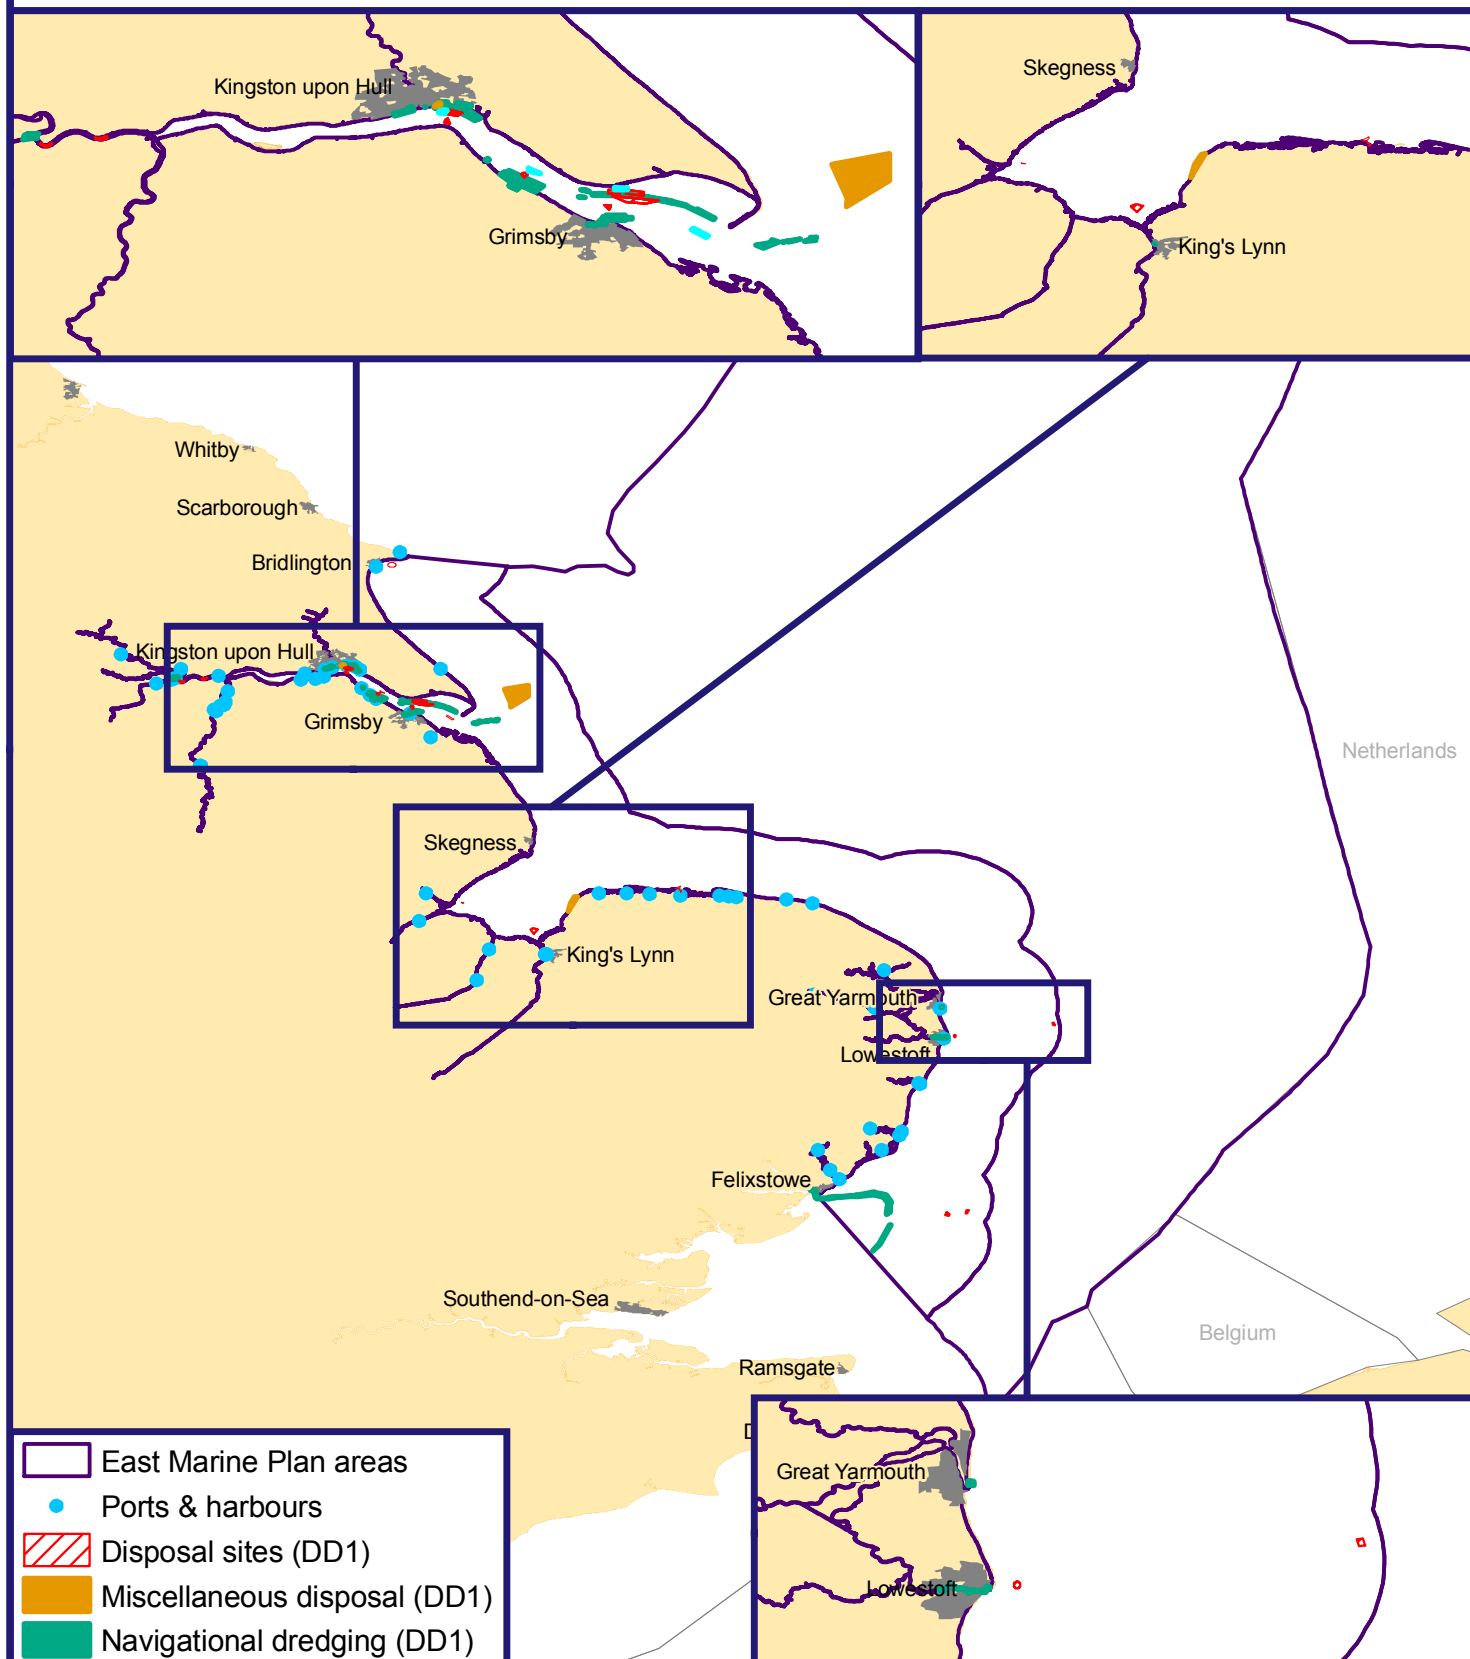 Kingston upon Hull
Grimsby
Skegness
King's Lynn
Whitby
Scarborough
Bridlington
Kingston upon Hull
Grimsby
Netherlands
Skegness
King's Lynn
Great Yarmouth
Lowestoft
Felixstowe
Southend-on-Sea
Belgium
Ramsgate
Great Yarmouth
Lowestoft
East Marine Plan areas
Ports & harbours
Disposal sites (DD1)
Miscellaneous disposal (DD1)
Navigational dredging (DD1)